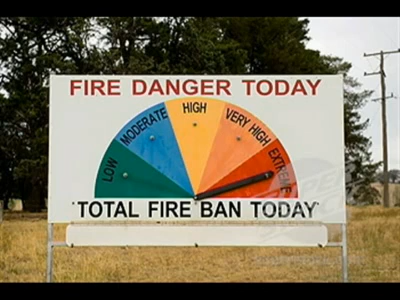 FIRE DANGER TODAY
LOW
MODERATE
HIGH
VERY HIGH
EXTREME
"TOTAL FIRE BAN TODAY"